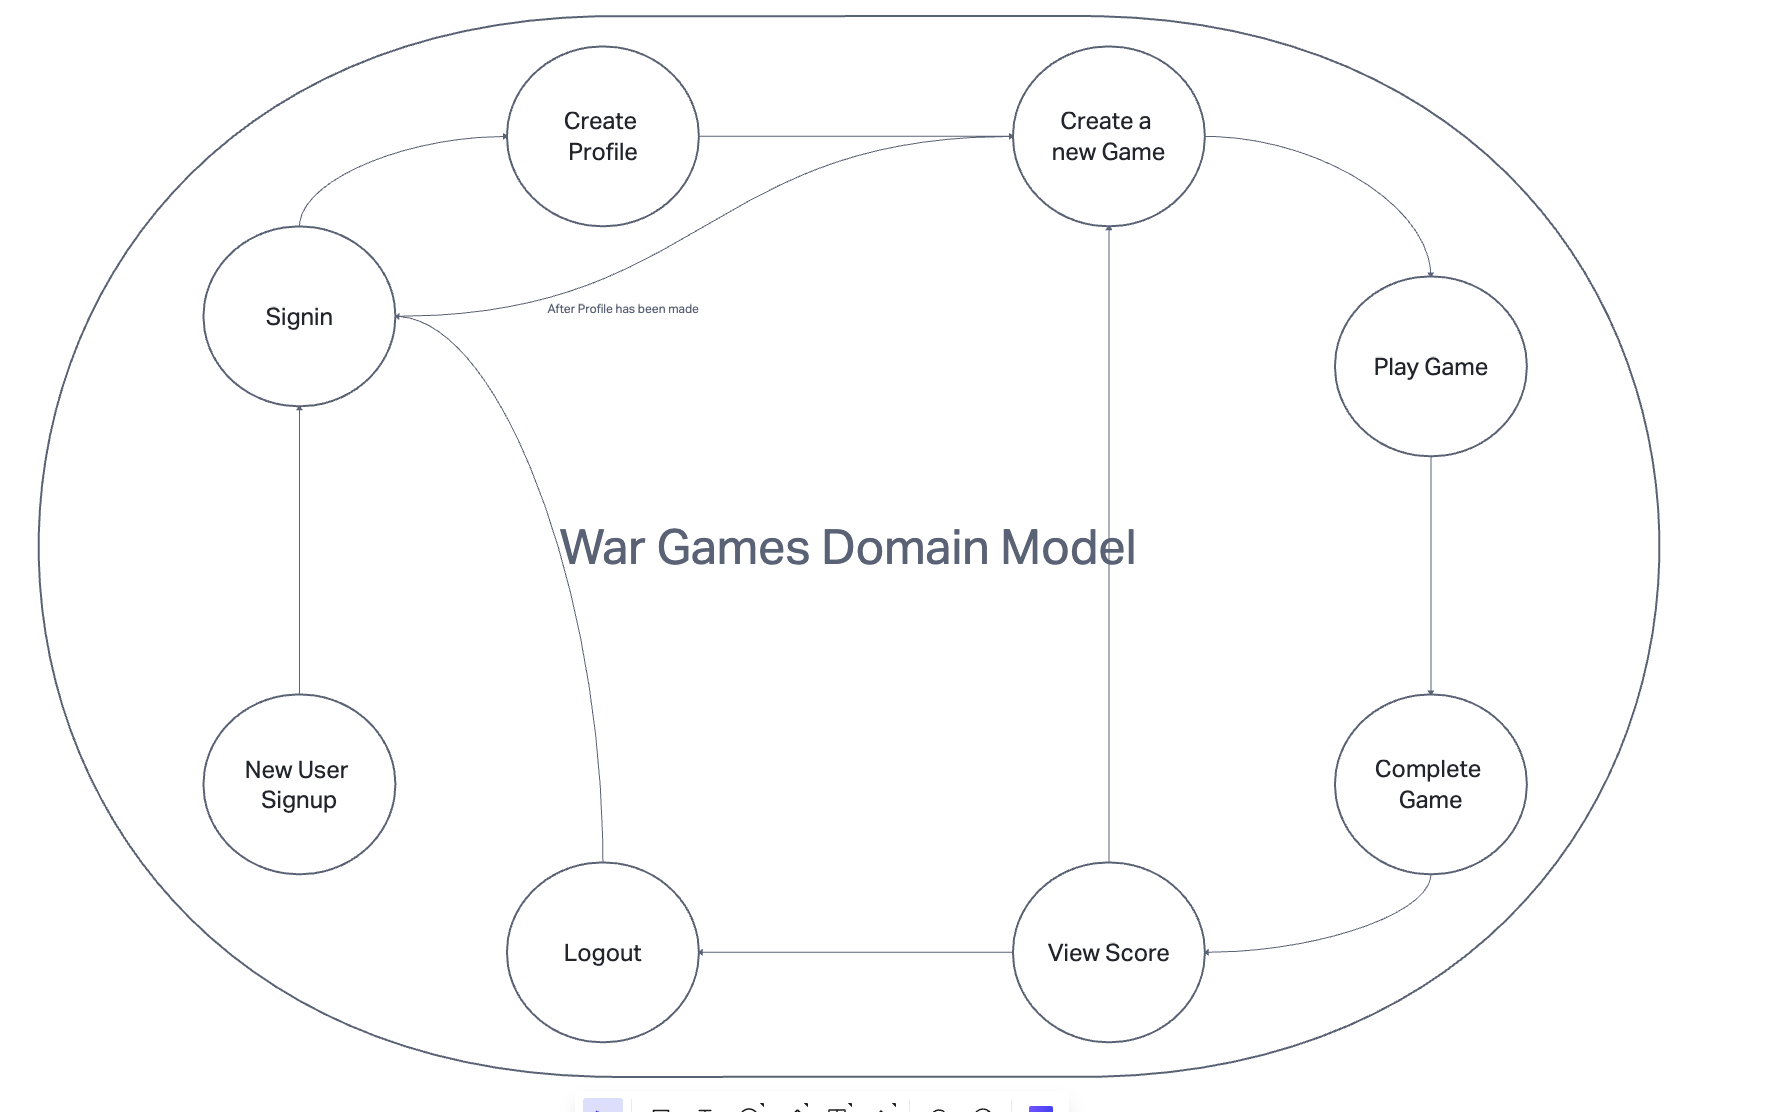 Create
Profile
Create a
new Game
Signin
After Profile has been made
Play Game
War Games Domain Model
New User
Signup
Complete
Game
Logout
View Score